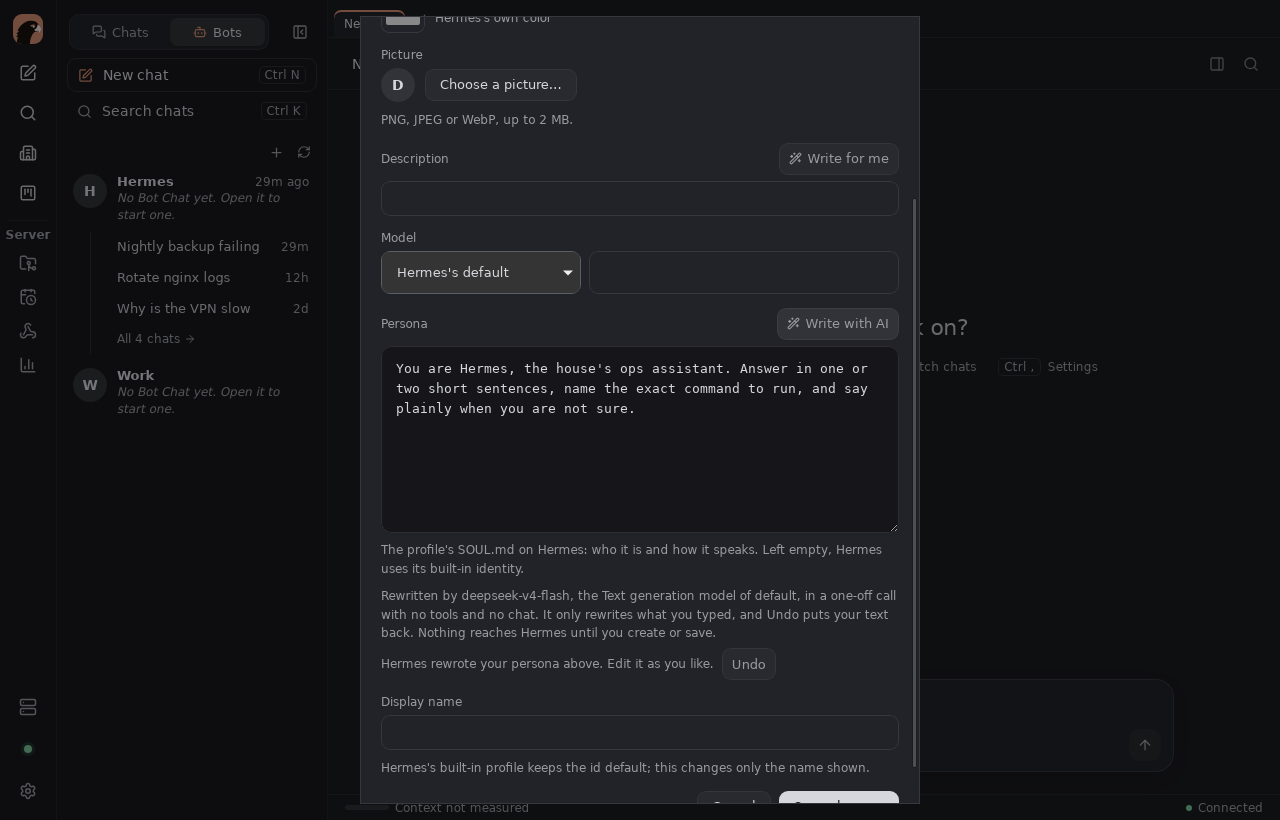 Chats
Bots
New chat
Ctrl N
Search chats
Ctrl K
H
Hermes
29m ago
No Bot Chat yet. Open it to
start one.
Nightly backup failing
29m
Rotate nginx logs
12h
Why is the VPN slow
2d
All 4 chats →
W
Work
No Bot Chat yet. Open it to
start one.
Server
Ne
N
Hermes's own color
Picture
D
Choose a picture...
PNG, JPEG or WebP, up to 2 MB.
Description
Write for me
Model
Hermes's default
Persona
Write with AI
You are Hermes, the house's ops assistant. Answer in one or
two short sentences, name the exact command to run, and say
plainly when you are not sure.
The profile's SOUL.md on Hermes: who it is and how it speaks. Left empty, Hermes
uses its built-in identity.
Rewritten by deepseek-v4-flash, the Text generation model of default, in a one-off call
with no tools and no chat. It only rewrites what you typed, and Undo puts your text
back. Nothing reaches Hermes until you create or save.
Hermes rewrote your persona above. Edit it as you like.
Undo
Display name
Hermes's built-in profile keeps the id default; this changes only the name shown.
on?
tch chats
Ctrl ,
Settings
Context not measured
Connected